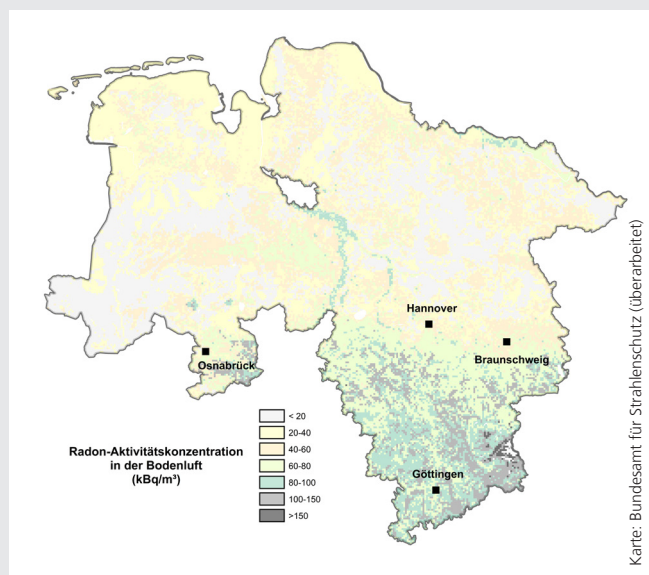 Hannover
Braunschweig
Osnabrück
Göttingen
Radon-Aktivitätskonzentration
in der Bodenluft
(kBq/m³)
< 20
20-40
40-60
60-80
80-100
100-150
>150
Karte: Bundesamt für Strahlenschutz (überarbeitet)